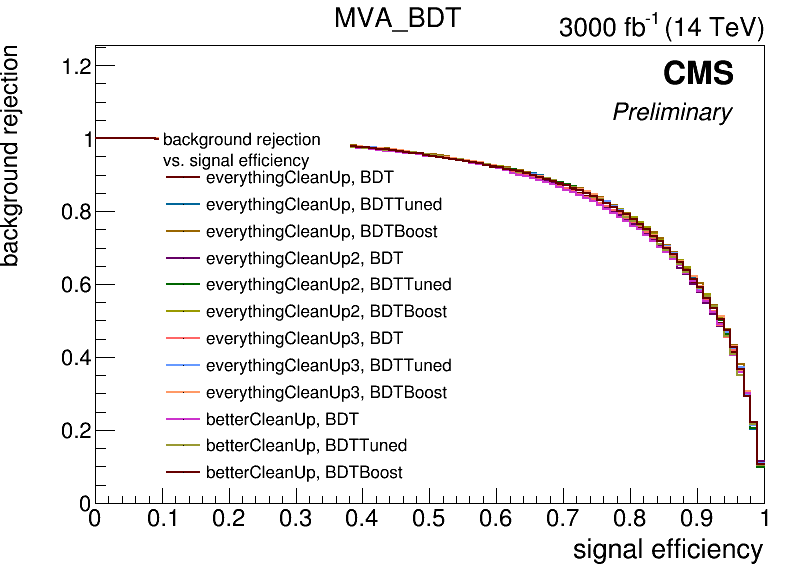 MVA_BDT
3000 fb-1 (14 TeV)
CMS
Preliminary
background rejection
1.2
1
0.8
0.6
0.4
0.2
0
background rejection
vs. signal efficiency
everythingCleanUp, BDT
everythingCleanUp, BDTTuned
everythingCleanUp, BDTBoost
everythingCleanUp2, BDT
everythingCleanUp2, BDTTuned
everythingCleanUp2, BDTBoost
everythingCleanUp3, BDT
everythingCleanUp3, BDTTuned
everythingCleanUp3, BDTBoost
betterCleanUp, BDT
betterCleanUp, BDTTuned
betterCleanUp, BDTBoost
0 0.1 0.2 0.3 0.4 0.5 0.6 0.7 0.8 0.9 1
signal efficiency